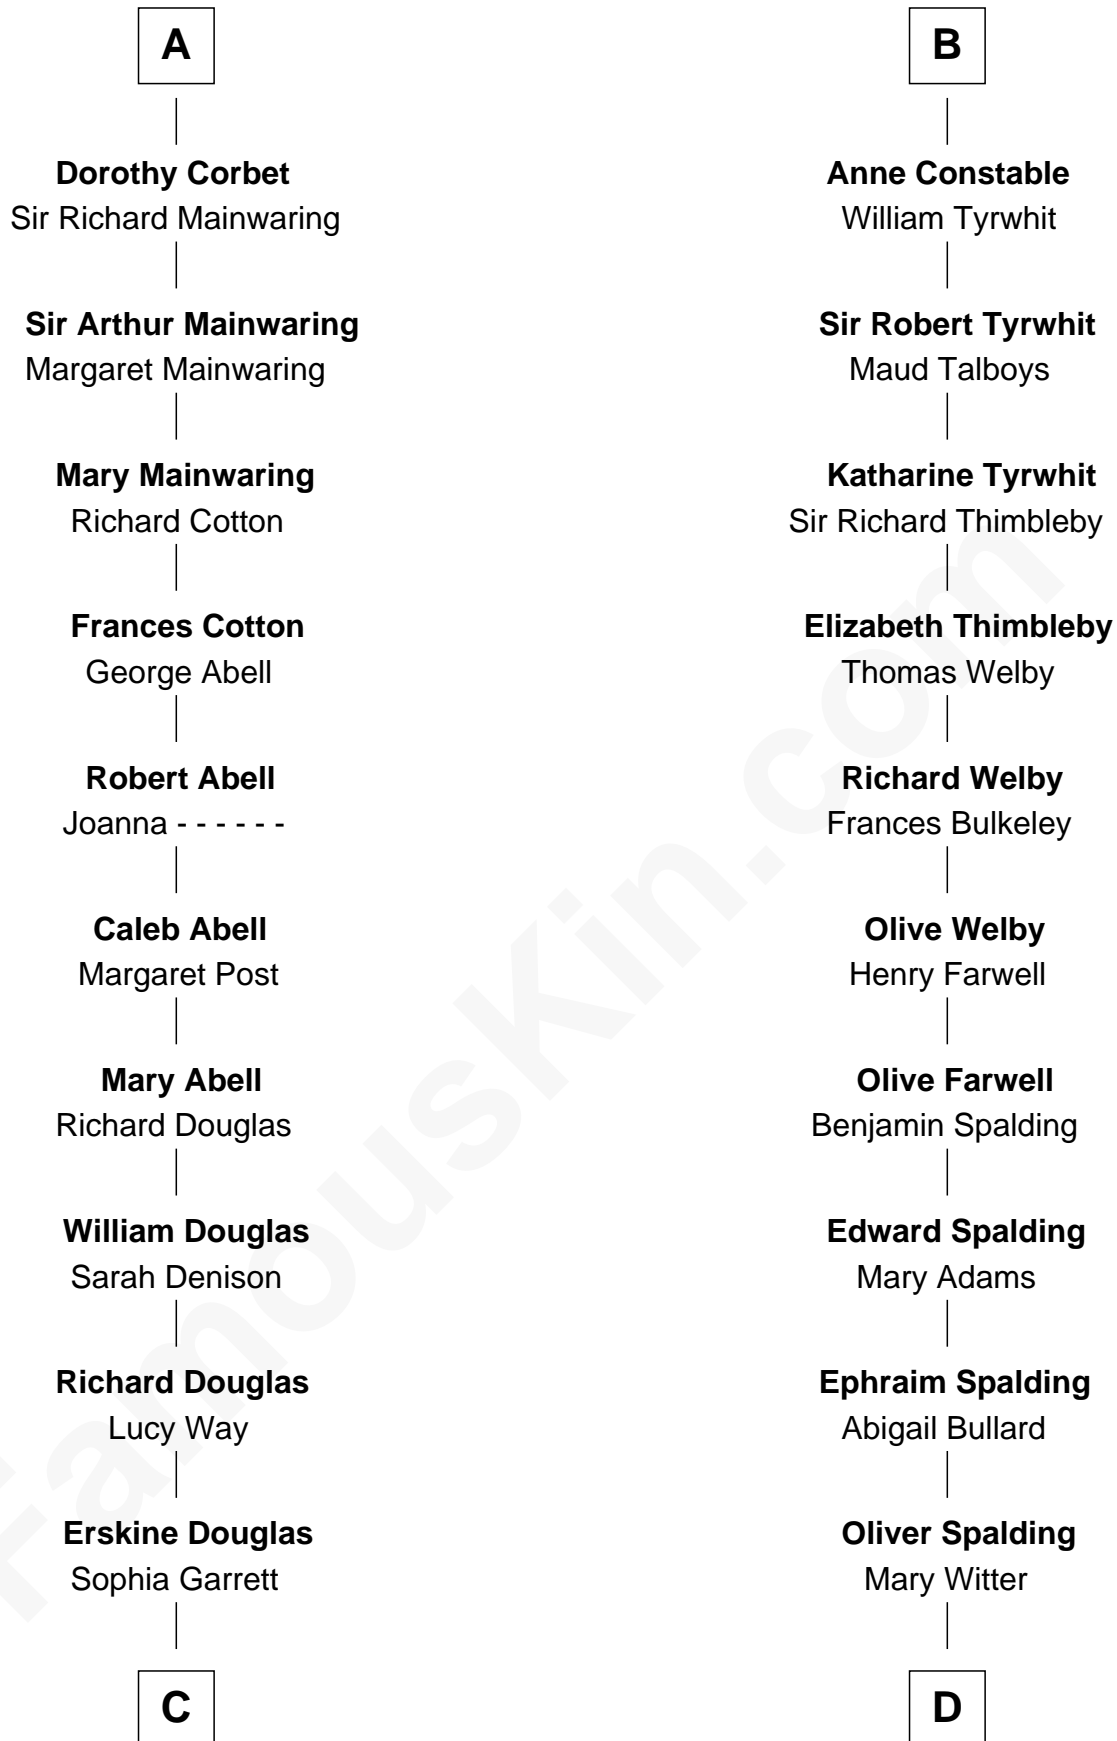 A
Dorothy Corbet
Sir Richard Mainwaring
Sir Arthur Mainwaring
Margaret Mainwaring
Mary Mainwaring
Richard Cotton
Frances Cotton
George Abell
Robert Abell
Joanna - - - - - -
Caleb Abell
Margaret Post
Mary Abell
Richard Douglas
William Douglas
Sarah Denison
Richard Douglas
Lucy Way
Erskine Douglas
Sophia Garrett
C
B
Anne Constable
William Tyrwhit
Sir Robert Tyrwhit
Maud Talboys
Katharine Tyrwhit
Sir Richard Thimbleby
Elizabeth Thimbleby
Thomas Welby
Richard Welby
Frances Bulkeley
Olive Welby
Henry Farwell
Olive Farwell
Benjamin Spalding
Edward Spalding
Mary Adams
Ephraim Spalding
Abigail Bullard
Oliver Spalding
Mary Witter
D
FamousKin.com